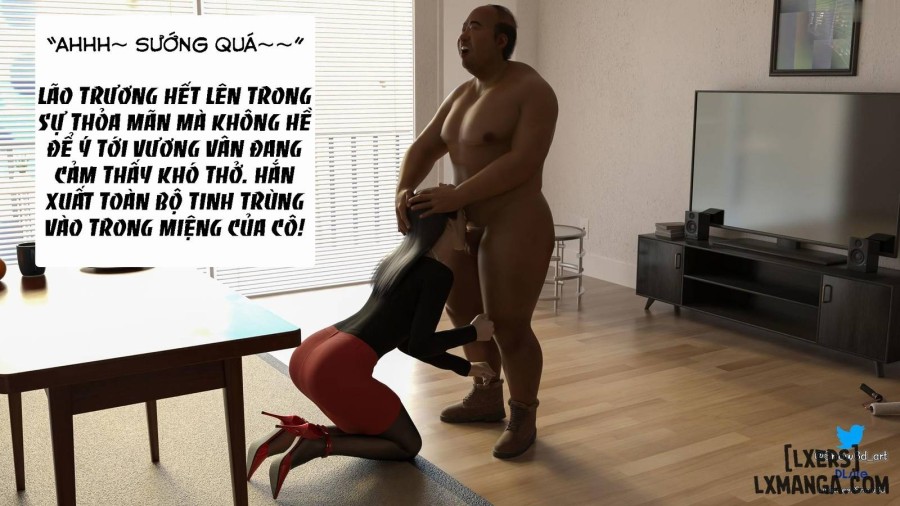 “AHHH~ SƯỚNG QUÁ~~”
LÃO TRƯƠNG HẾT LÊN TRONG
SỰ THỎA MÃN MÀ KHÔNG HỀ
ĐỂ Ý TỚI VƯƠNG VÂN ĐANG
CẢM THẤY KHÓ THỞ. HẮN
XUẤT TOÀN BỘ TINH TRÙNG
VÀO TRONG MIỆNG CỦA CÔ!
[LXERS]
LXMANGA.COM